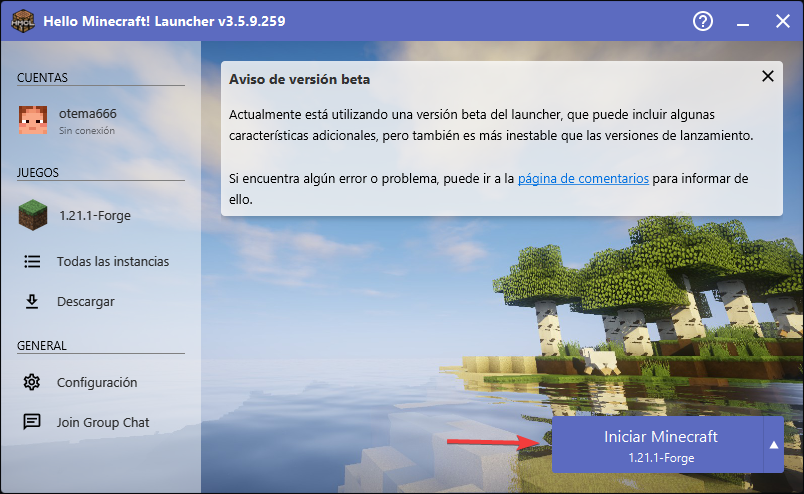 Hello Minecraft! Launcher v3.5.9.259
CUENTAS
otema666
Sin conexión
JUEGOS
1.21.1-Forge
Todas las instancias
Descargar
GENERAL
Configuración
Join Group Chat
Aviso de versión beta
Actualmente está utilizando una versión beta del launcher, que puede incluir algunas
características adicionales, pero también es más inestable que las versiones de lanzamiento.
Si encuentra algún error o problema, puede ir a la página de comentarios para informar de
ello.
Iniciar Minecraft
1.21.1-Forge